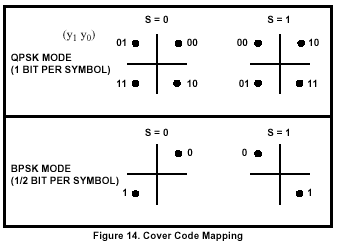 S = 0 S = 1
(y1 y0)
01 00 00 10
QPSK MODE
(1 BIT PER SYMBOL)
11 10 01 11
S = 0 S = 1
BPSK MODE
(1/2 BIT PER SYMBOL)
0 0
1 1
Figure 14. Cover Code Mapping